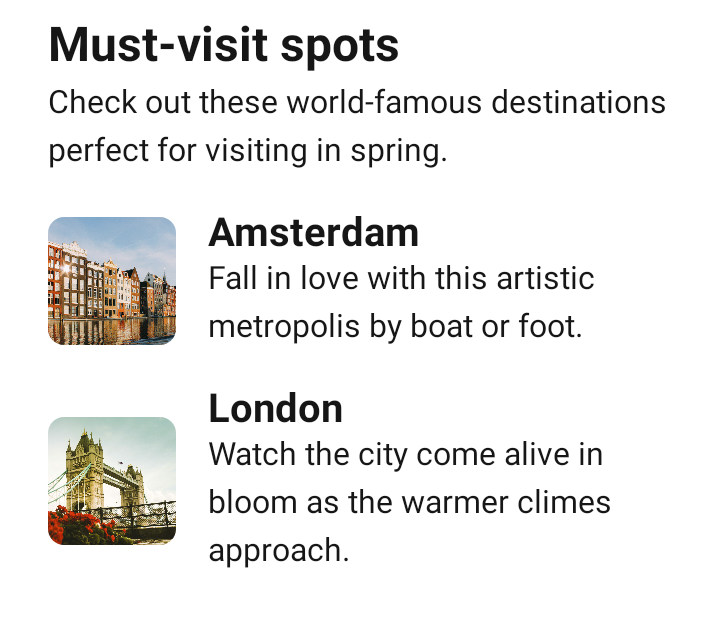 Must-visit spots
Check out these world-famous destinations
perfect for visiting in spring.
Amsterdam
Fall in love with this artistic
metropolis by boat or foot.
London
Watch the city come alive in
bloom as the warmer climes
approach.